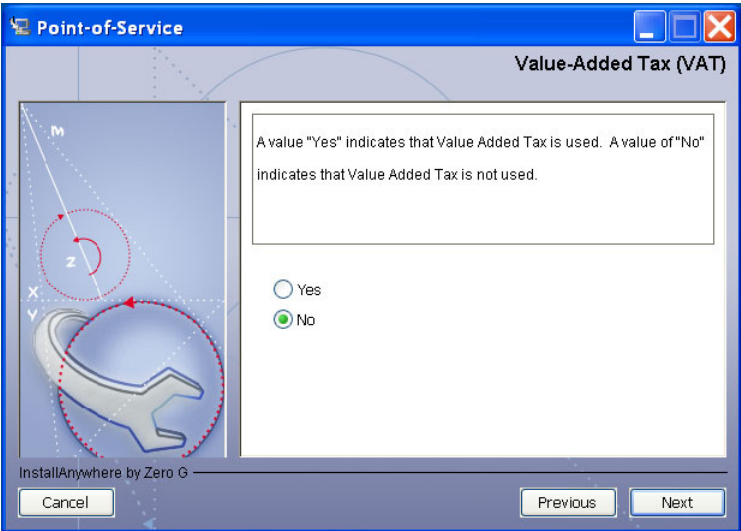 Point-of-Service
Value-Added Tax (VAT)
M
Z
X
Y
A value "Yes" indicates that Value Added Tax is used. A value of "No"
indicates that Value Added Tax is not used.
Yes
No
InstallAnywhere by Zero G
Cancel
Previous
Next